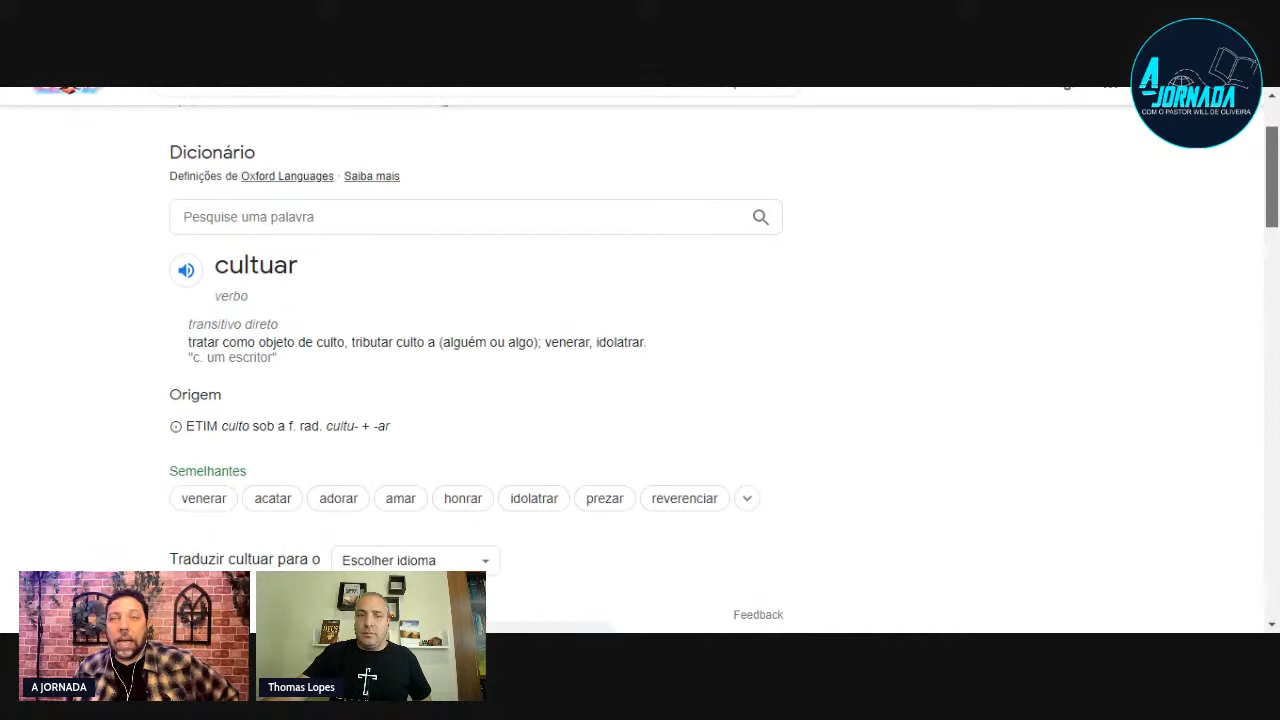 A
JORNADA
COM O PASTOR WILL DE OLIVEIRA
Dicionário
Definições de Oxford Languages · Saiba mais
Pesquise uma palavra
cultuar
verbo
transitivo direto
tratar como objeto de culto, tributar culto a (alguém ou algo); venerar, idolatrar.
"c. um escritor"
Origem
ETIM culto sob a f. rad. cultu- + -ar
Semelhantes
venerar acatar adorar amar honrar idolatrar prezar reverenciar
Traduzir cultuar para o Escolher idioma
Feedback
A JORNADA
Thomas Lopes